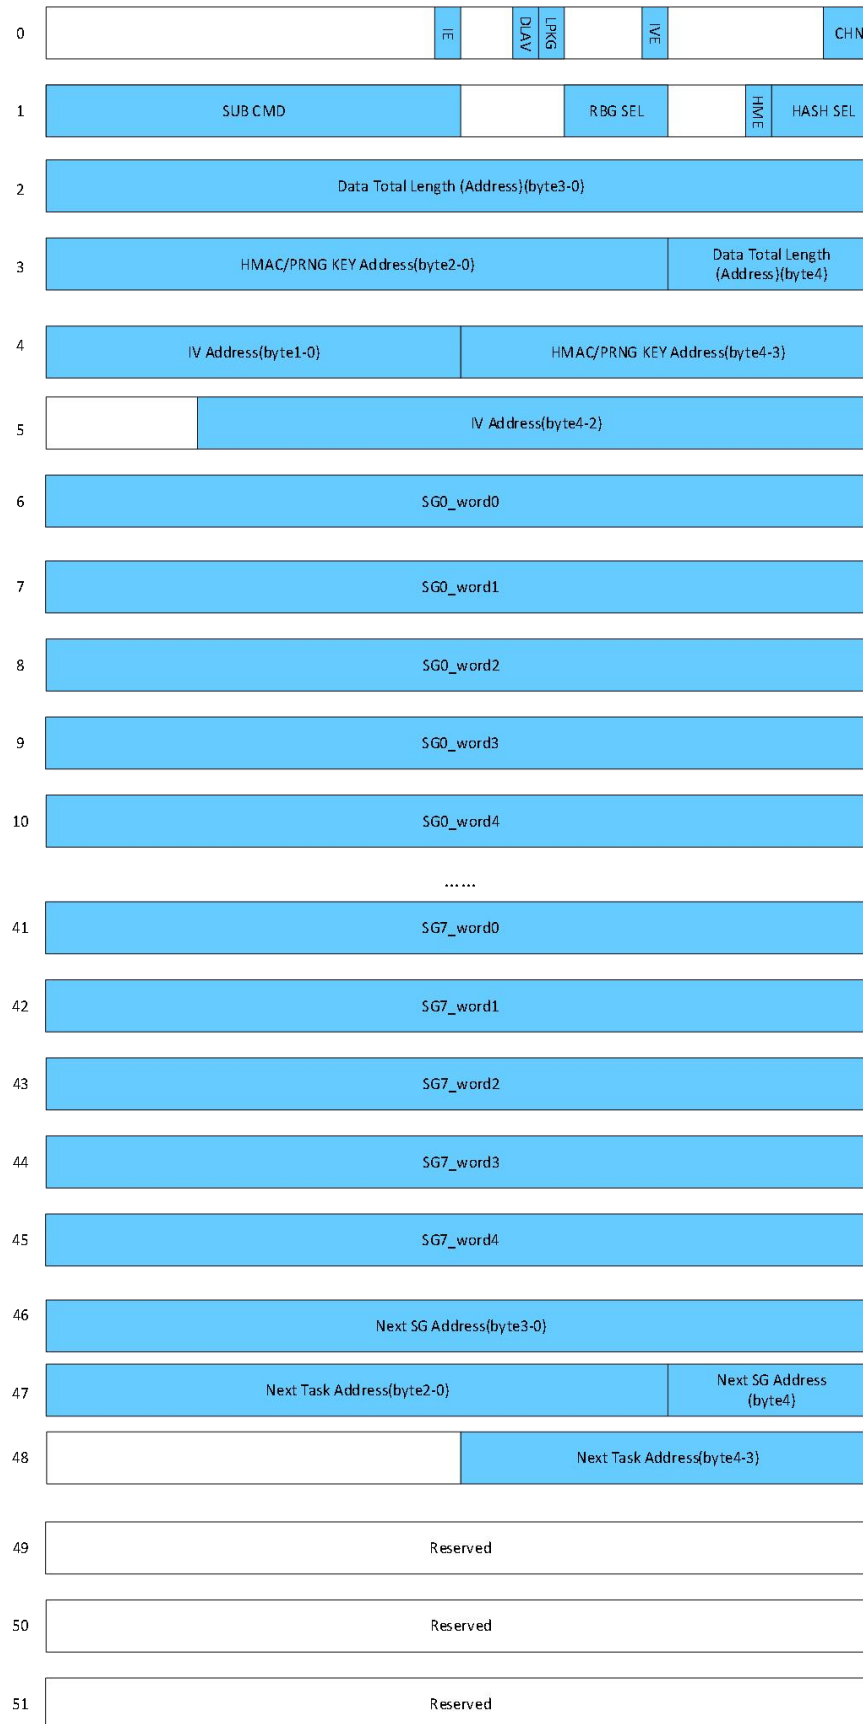 0 IE DLAV LPKG IVE CHN
1 SUB CMD RBG SEL HME HASH SEL
2 Data Total Length (Address)(byte3-0)
3 HMAC/PRNG KEY Address(byte2-0) Data Total Length
(Address)(byte4)
4 IV Address(byte1-0) HMAC/PRNG KEY Address(byte4-3)
5 IV Address(byte4-2)
6 SG0_word0
7 SG0_word1
8 SG0_word2
9 SG0_word3
10 SG0_word4
......
41 SG7_word0
42 SG7_word1
43 SG7_word2
44 SG7_word3
45 SG7_word4
46 Next SG Address(byte3-0)
47 Next Task Address(byte2-0) Next SG Address
(byte4)
48 Next Task Address(byte4-3)
49 Reserved
50 Reserved
51 Reserved